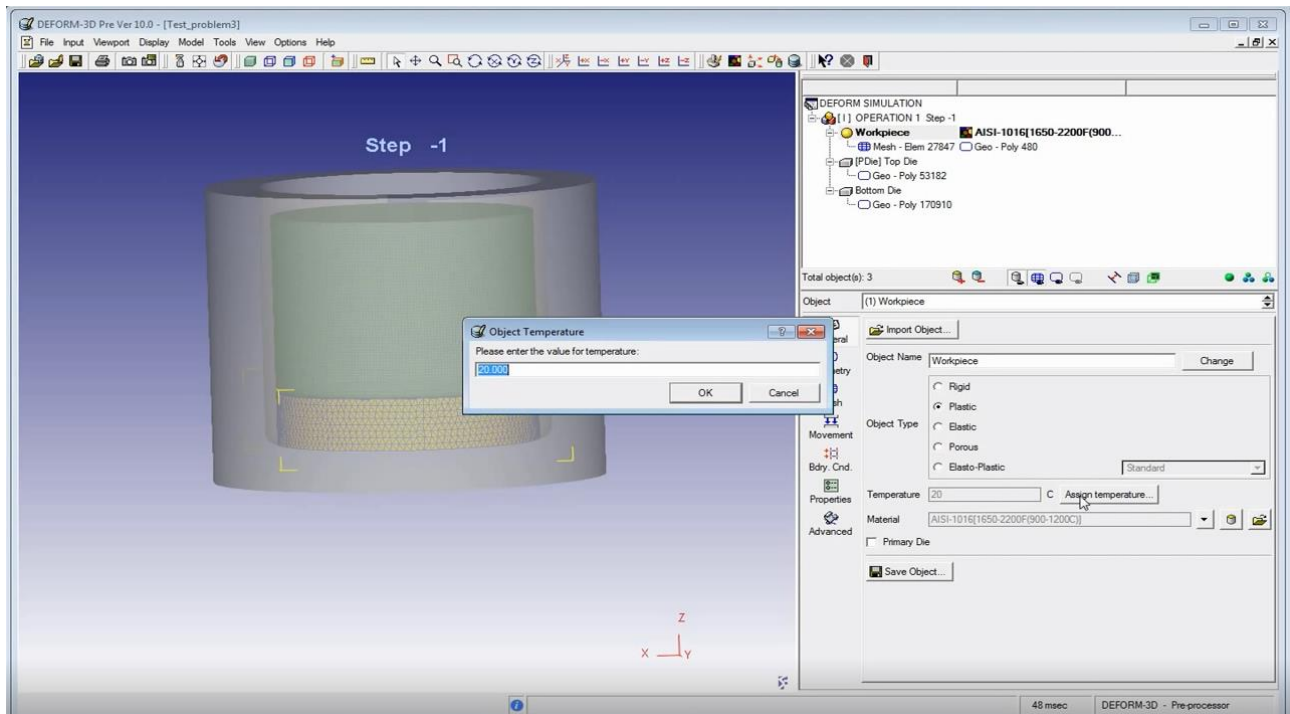 DEFORM-3D Pre Ver 10.0 - [Test_problem3]
File Input Viewport Display Model Tools View Options Help
Step -1
DEFORM SIMULATION
[1] OPERATION 1 Step -1
Workpiece AISI-1016[1650-2200F(900...
Mesh - Elem 27847 Geo - Poly 480
[PDie] Top Die
Geo - Poly 53182
Bottom Die
Geo - Poly 170910
Total object(s): 3
Object (1) Workpiece
Import Object...
Object Name Workpiece Change
Object Type
Rigid
Plastic
Elastic
Porous
Elasto-Plastic Standard
Temperature 20 C Assign temperature...
Material AISI-1016[1650-2200F(900-1200C)]
Primary Die
Save Object...
eral
etry
sh
Movement
Bdry. Cnd.
Properties
Advanced
Object Temperature
Please enter the value for temperature:
20.000
OK Cancel
Z
X Y
48 msec DEFORM-3D - Pre-processor